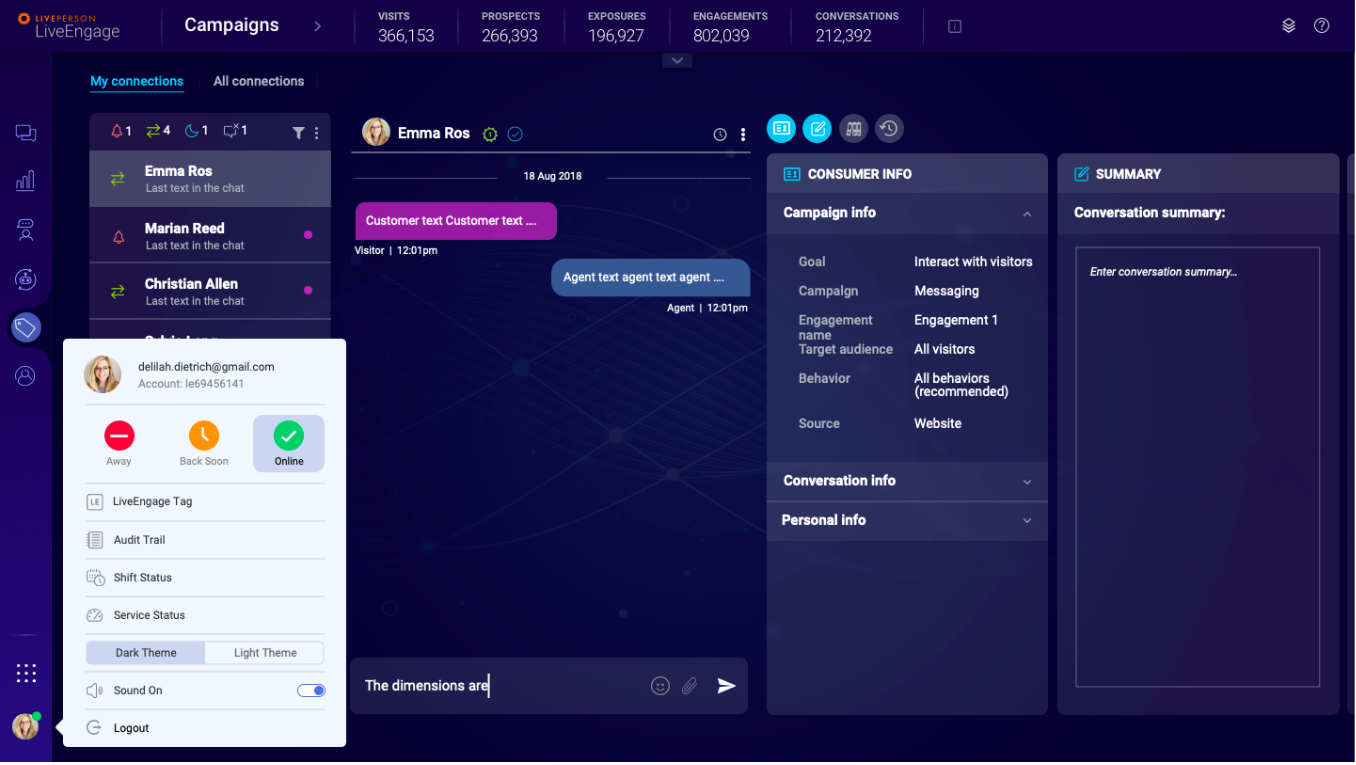 LIVEPERSON
LiveEngage
Campaigns
VISITS
366,153
PROSPECTS
266,393
EXPOSURES
196,927
ENGAGEMENTS
802,039
CONVERSATIONS
212,392
My connections
All connections
1 4 1 1
Emma Ros
Last text in the chat
Marian Reed
Last text in the chat
Christian Allen
Last text in the chat
delilah.dietrich@gmail.com
Account: le69456141
Away
Back Soon
Online
LE LiveEngage Tag
Audit Trail
Shift Status
Service Status
Dark Theme
Light Theme
Sound On
Logout
Emma Ros
18 Aug 2018
Customer text Customer text ....
Visitor | 12:01pm
Agent text agent text agent ....
Agent | 12:01pm
The dimensions are
CONSUMER INFO
Campaign info
Goal Interact with visitors
Campaign Messaging
Engagement name Engagement 1
Target audience All visitors
Behavior All behaviors
(recommended)
Source Website
Conversation info
Personal info
SUMMARY
Conversation summary:
Enter conversation summary...